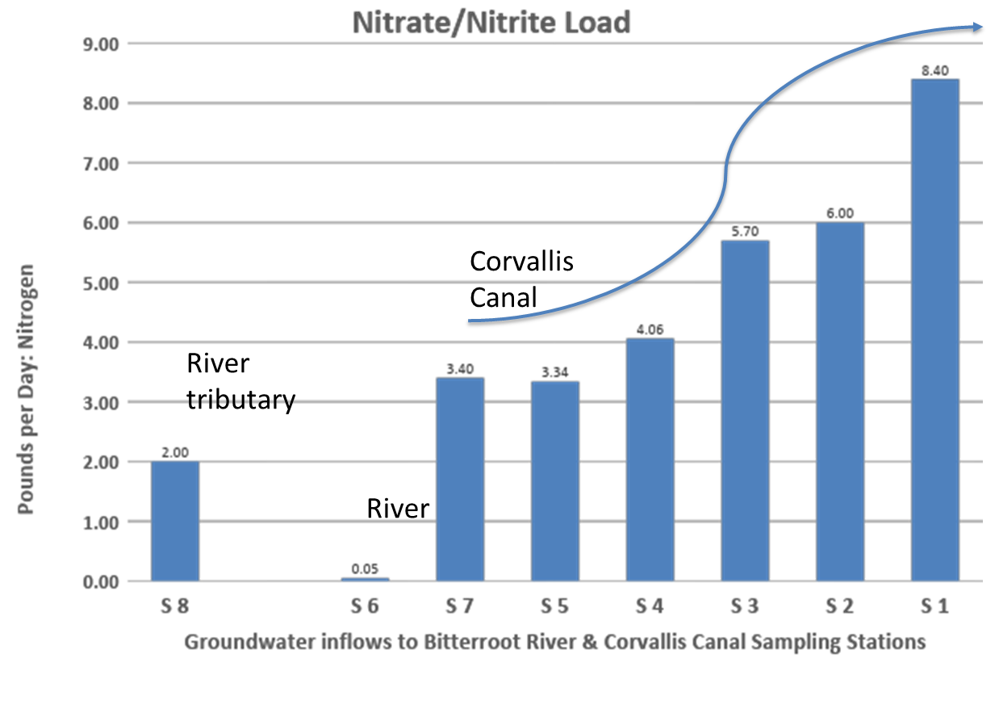 Nitrate/Nitrite Load
9.00
8.40
8.00
7.00
6.00
6.00
5.70
Corvallis
Canal
5.00
4.06
4.00
River
tributary
3.40
3.34
3.00
2.00
2.00
River
1.00
0.05
0.00
Pounds per Day: Nitrogen
S 8 S 6 S 7 S 5 S 4 S 3 S 2 S 1
Groundwater inflows to Bitterroot River & Corvallis Canal Sampling Stations